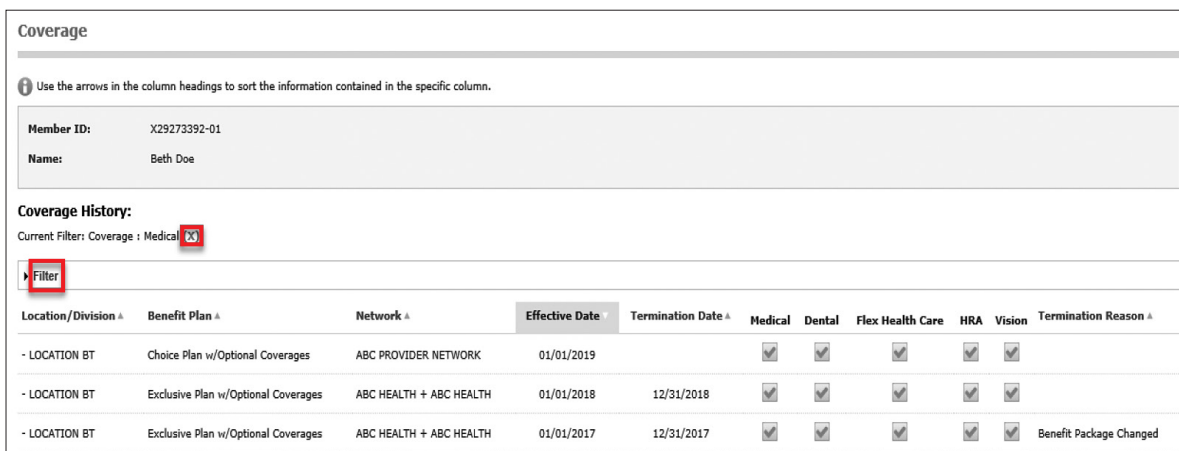 Coverage
Use the arrows in the column headings to sort the information contained in the specific column.
Member ID: X29273392-01
Name: Beth Doe
Coverage History:
Current Filter: Coverage : Medical (X)
Filter
Location/Division Benefit Plan Network Effective Date Termination Date Medical Dental Flex Health Care HRA Vision Termination Reason
- LOCATION BT Choice Plan w/Optional Coverages ABC PROVIDER NETWORK 01/01/2019
- LOCATION BT Exclusive Plan w/Optional Coverages ABC HEALTH + ABC HEALTH 01/01/2018 12/31/2018
- LOCATION BT Exclusive Plan w/Optional Coverages ABC HEALTH + ABC HEALTH 01/01/2017 12/31/2017 Benefit Package Changed